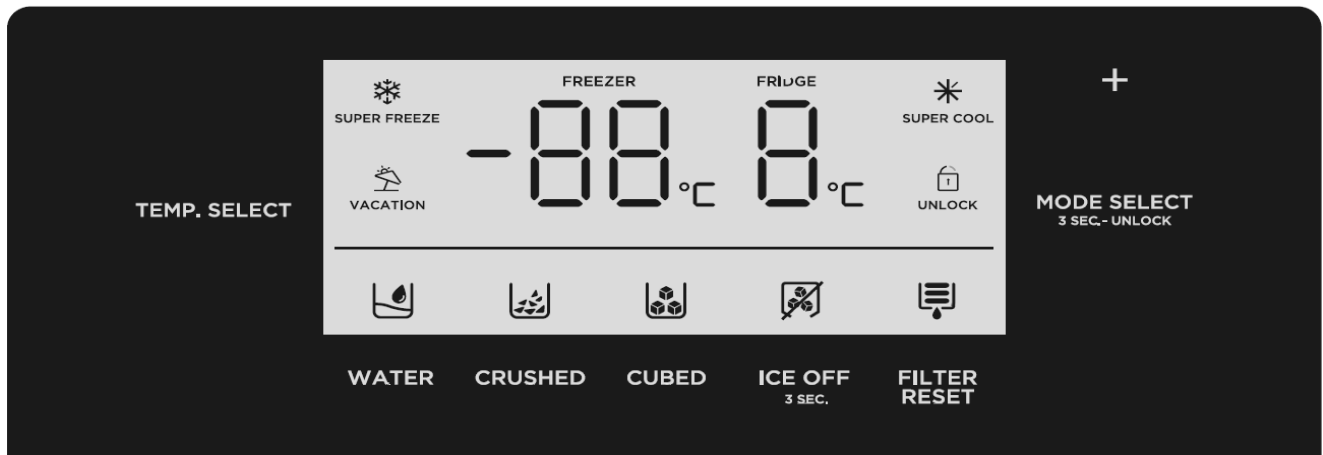 FREEZER FRIDGE
SUPER FREEZE
-88°C 8°C
SUPER COOL
+
VACATION
UNLOCK
TEMP. SELECT
MODE SELECT
3 SEC.- UNLOCK
WATER
CRUSHED
CUBED
ICE OFF
3 SEC.
FILTER
RESET